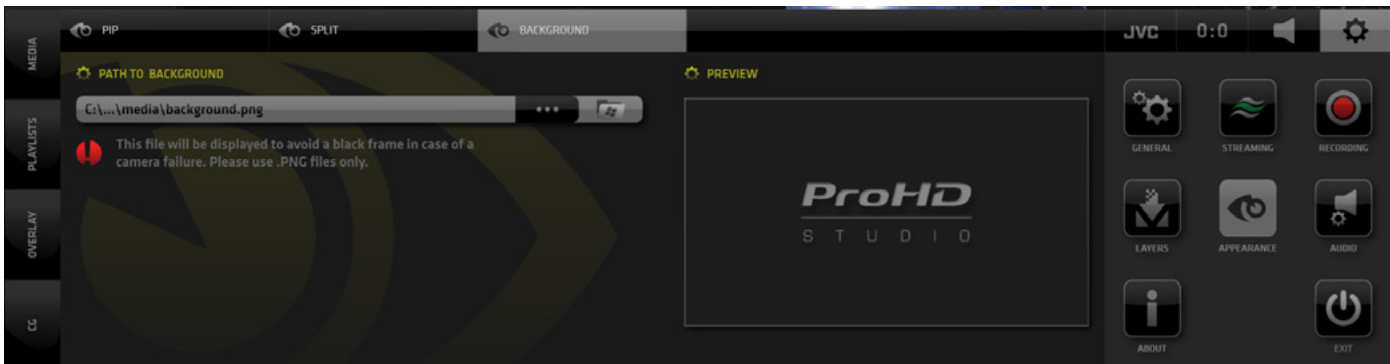 PIP
SPLIT
BACKGROUND
JVC
0:0
MEDIA
PLAYLISTS
OVERLAY
CG
PATH TO BACKGROUND
C:\...\media\background.png
...
This file will be displayed to avoid a black frame in case of a
camera failure. Please use .PNG files only.
PREVIEW
ProHD
STUDIO
GENERAL
STREAMING
RECORDING
LAYERS
APPEARANCE
AUDIO
ABOUT
EXIT